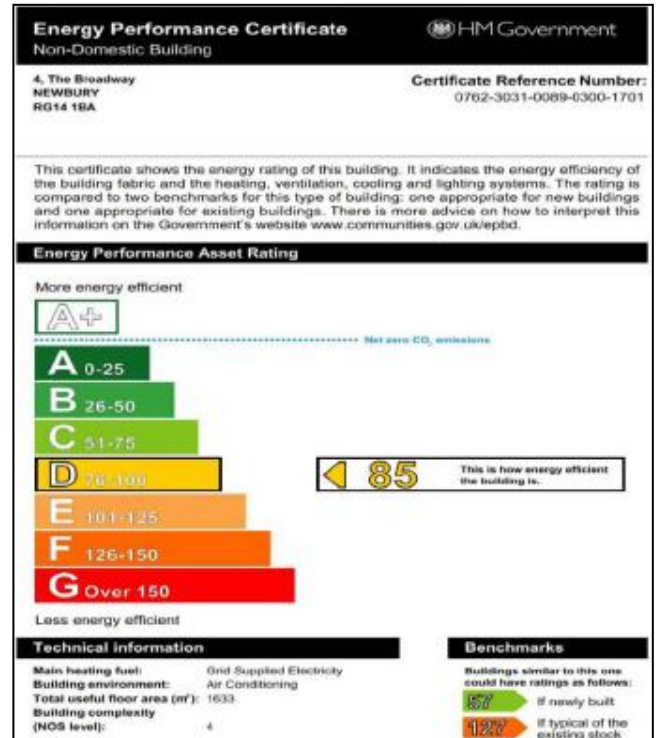 Energy Performance Certificate
Non-Domestic Building
HM Government
4, The Broadway
NEWBURY
RG14 1BA
Certificate Reference Number:
0762-3031-0089-0300-1701
This certificate shows the energy rating of this building. It indicates the energy efficiency of
the building fabric and the heating, ventilation, cooling and lighting systems. The rating is
compared to two benchmarks for this type of building: one appropriate for new buildings
and one appropriate for existing buildings. There is more advice on how to interpret this
information on the Government's website www.communities.gov.uk/epbd.
Energy Performance Asset Rating
More energy efficient
A+
Net zero CO₂ emissions
A 0-25
B 26-50
C 51-75
D 76-100
85
This is how energy efficient
the building is.
E 101-125
F 126-150
G Over 150
Less energy efficient
Technical information
Main heating fuel: Grid Supplied Electricity
Building environment: Air Conditioning
Total useful floor area (m²): 1633
Building complexity
(NOS level): 4
Benchmarks
Buildings similar to this one
could have ratings as follows:
57 If newly built
127 If typical of the
existing stock